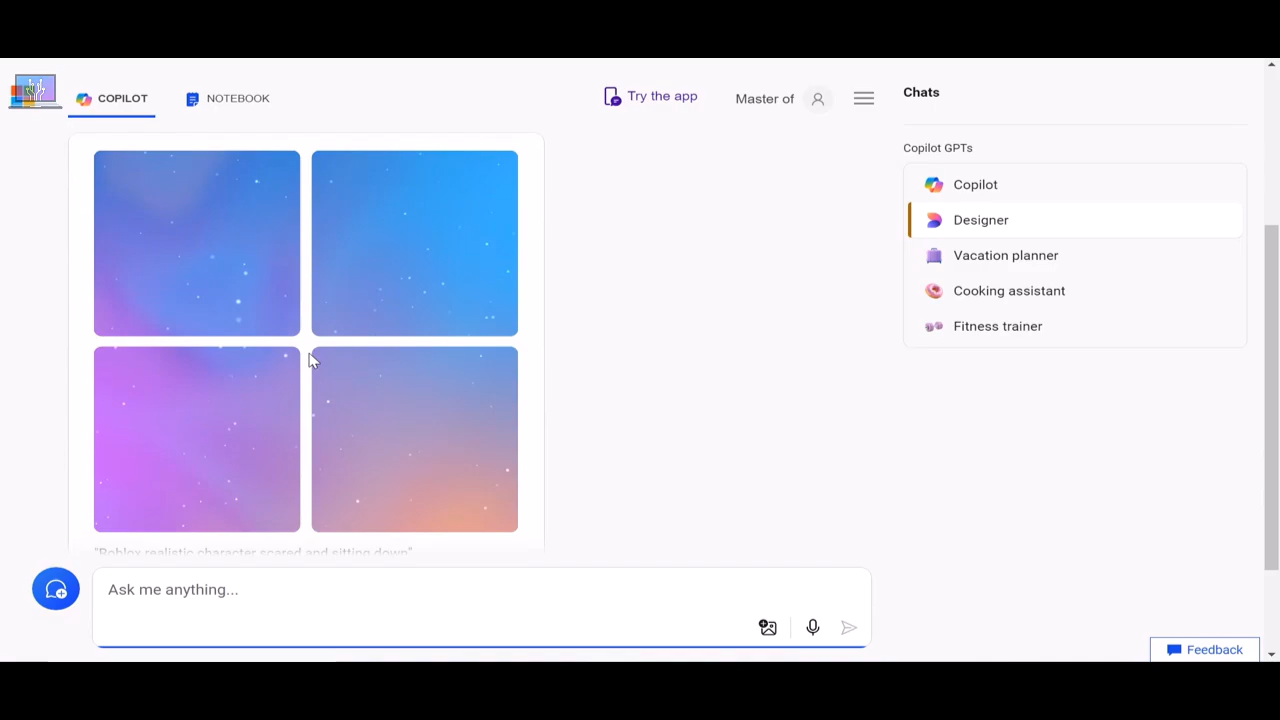 COPILOT
NOTEBOOK
Try the app
Master of
Chats
Copilot GPTs
Copilot
Designer
Vacation planner
Cooking assistant
Fitness trainer
"Roblox realistic character scared and sitting down"
Ask me anything...
Feedback